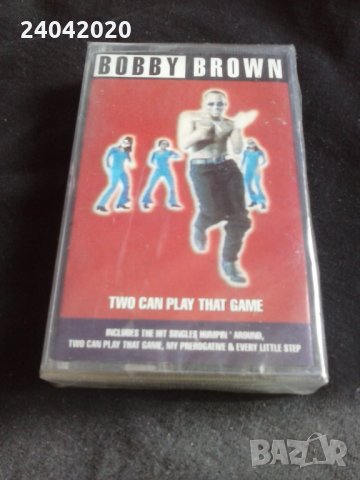 24042020
BOBBY BROWN
TWO CAN PLAY THAT GAME
INCLUDES THE HIT SINGLES HUMPIN' AROUND,
TWO CAN PLAY THAT GAME, MY PREROGATIVE & EVERY LITTLE STEP
BAZAR